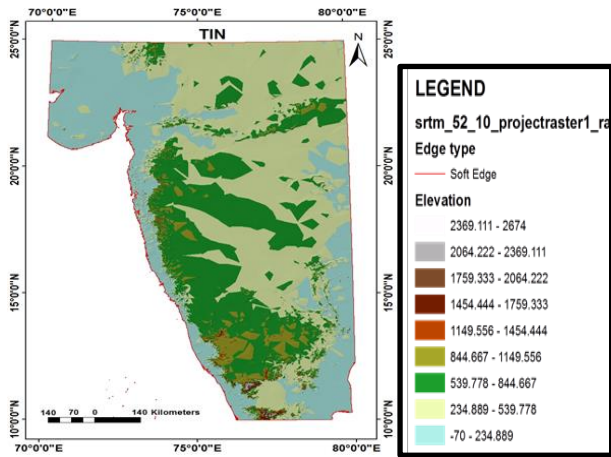 70°0'0"E 75°0'0"E 80°0'0"E
TIN
N
25°0'0"N 25°0'0"N
20°0'0"N 20°0'0"N
15°0'0"N 15°0'0"N
10°0'0"N 10°0'0"N
140 70 0 140 Kilometers
70°0'0"E 75°0'0"E 80°0'0"E
LEGEND
srtm_52_10_projectraster1_ra
Edge type
Soft Edge
Elevation
2369.111 - 2674
2064.222 - 2369.111
1759.333 - 2064.222
1454.444 - 1759.333
1149.556 - 1454.444
844.667 - 1149.556
539.778 - 844.667
234.889 - 539.778
-70 - 234.889